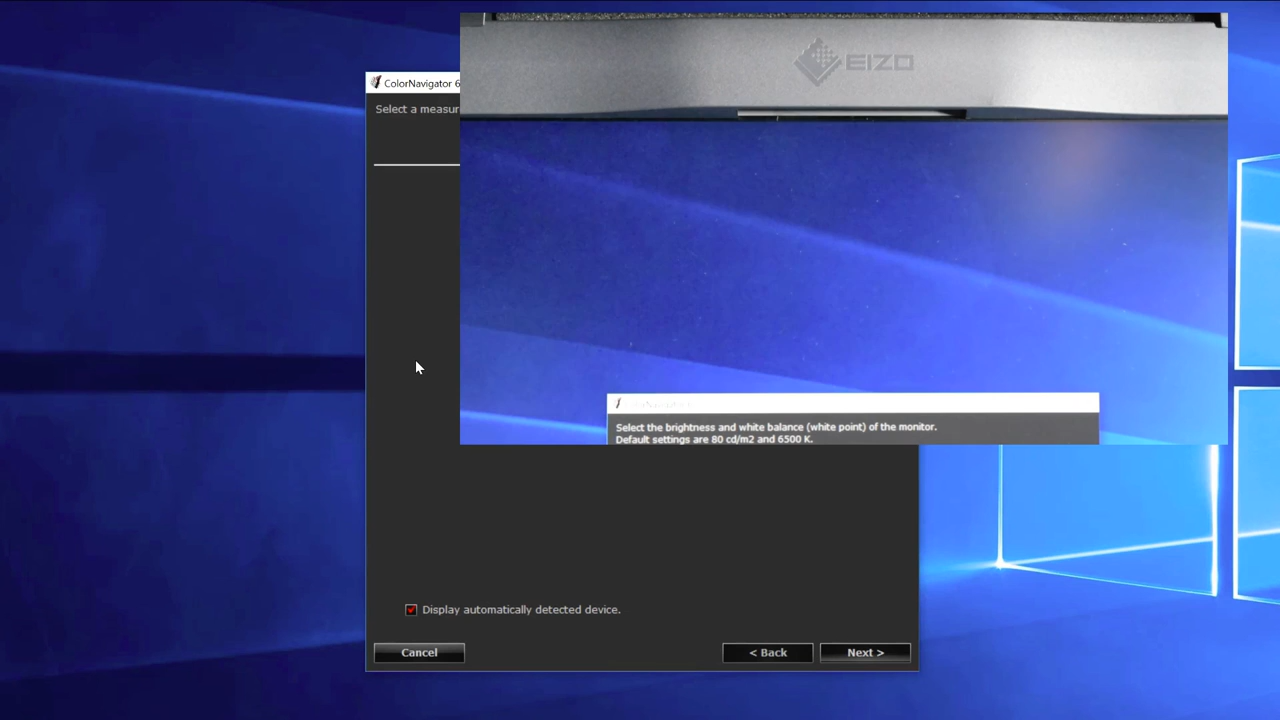 EIZO
ColorNavigator 6
Select a measur
Select the brightness and white balance (white point) of the monitor.
Default settings are 80 cd/m2 and 6500 K.
Display automatically detected device.
Cancel
< Back
Next >